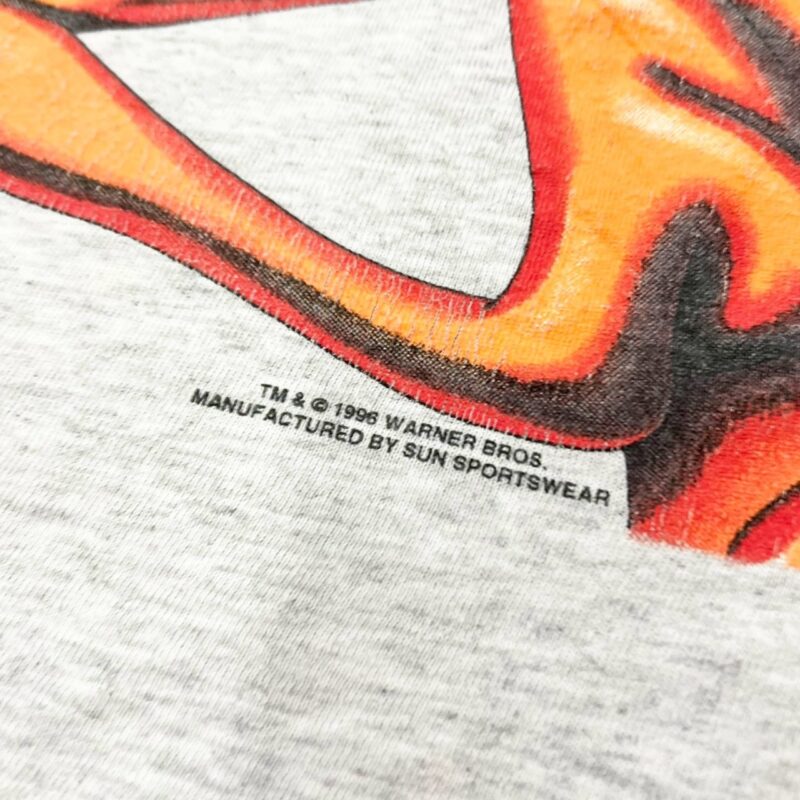 TM & © 1996 WARNER BROS.
MANUFACTURED BY SUN SPORTSWEAR